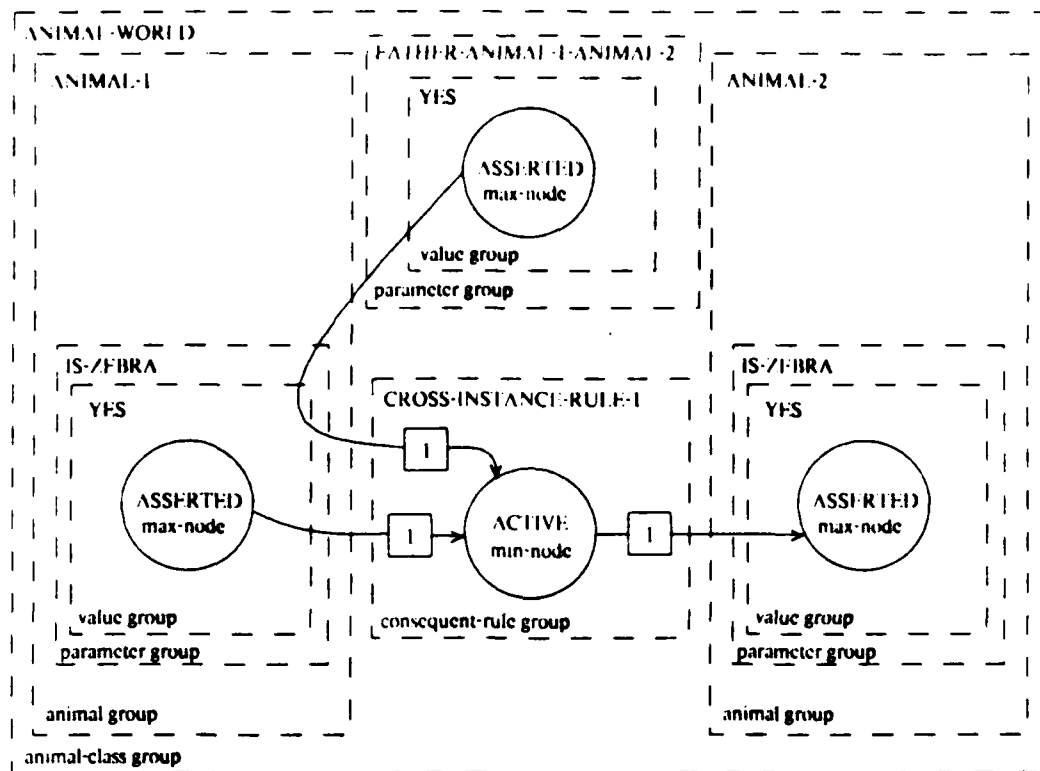 ANIMAL-WORLD
FATHER-ANIMAL-1-ANIMAL-2
ANIMAL-1
ANIMAL-2
YES
ASSERTED
max-node
value group
parameter group
IS-ZEBRA
YES
ASSERTED
max-node
value group
parameter group
animal group
CROSS-INSTANCE-RULE-1
1
1
ACTIVE
min-node
1
consequent-rule group
IS-ZEBRA
YES
ASSERTED
max-node
value group
parameter group
animal group
animal-class group